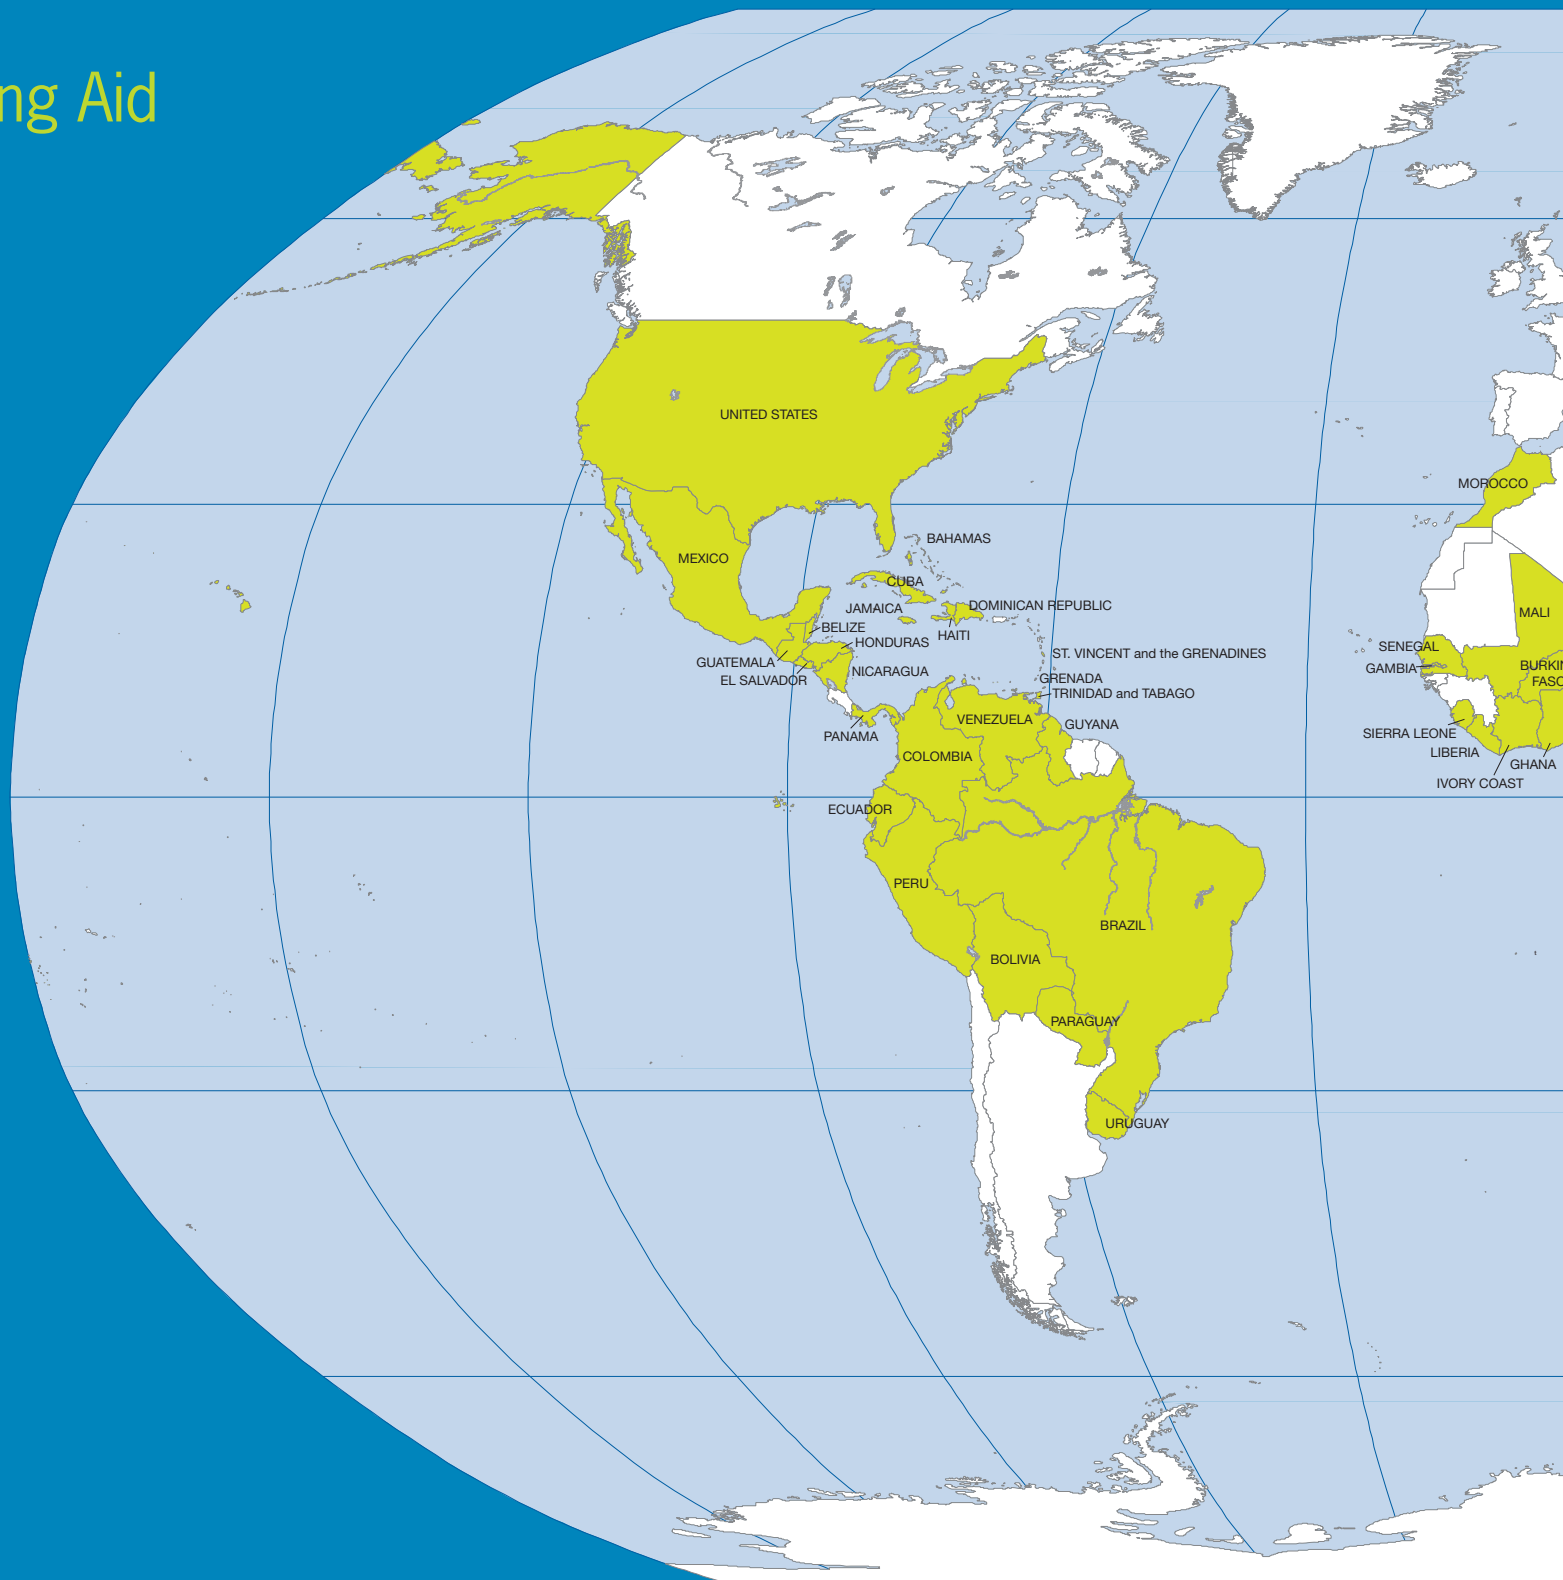 ng Aid
UNITED STATES
MOROCCO
BAHAMAS
MEXICO
CUBA
JAMAICA
DOMINICAN REPUBLIC
MALI
BELIZE
HAITI
HONDURAS
SENEGAL
ST. VINCENT and the GRENADINES
GUATEMALA
GAMBIA
BURKIN
NICARAGUA
EL SALVADOR
GRENADA
FASO
TRINIDAD and TABAGO
VENEZUELA
GUYANA
PANAMA
SIERRA LEONE
LIBERIA
COLOMBIA
GHANA
IVORY COAST
ECUADOR
PERU
BRAZIL
BOLIVIA
PARAGUAY
URUGUAY